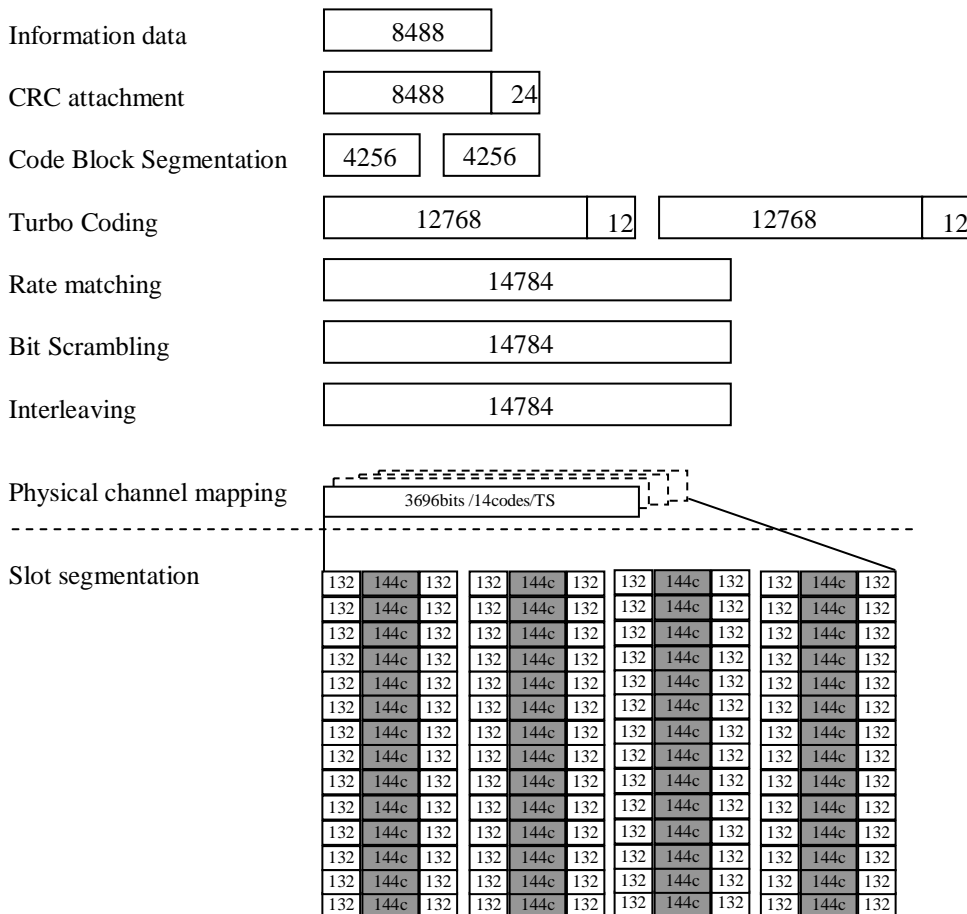 Information data 8488
CRC attachment 8488 24
Code Block Segmentation 4256 4256
Turbo Coding 12768 12 12768 12
Rate matching 14784
Bit Scrambling 14784
Interleaving 14784
Physical channel mapping 3696bits /14codes/TS
Slot segmentation
132 144c 132 132 144c 132 132 144c 132 132 144c 132
132 144c 132 132 144c 132 132 144c 132 132 144c 132
132 144c 132 132 144c 132 132 144c 132 132 144c 132
132 144c 132 132 144c 132 132 144c 132 132 144c 132
132 144c 132 132 144c 132 132 144c 132 132 144c 132
132 144c 132 132 144c 132 132 144c 132 132 144c 132
132 144c 132 132 144c 132 132 144c 132 132 144c 132
132 144c 132 132 144c 132 132 144c 132 132 144c 132
132 144c 132 132 144c 132 132 144c 132 132 144c 132
132 144c 132 132 144c 132 132 144c 132 132 144c 132
132 144c 132 132 144c 132 132 144c 132 132 144c 132
132 144c 132 132 144c 132 132 144c 132 132 144c 132
132 144c 132 132 144c 132 132 144c 132 132 144c 132
132 144c 132 132 144c 132 132 144c 132 132 144c 132